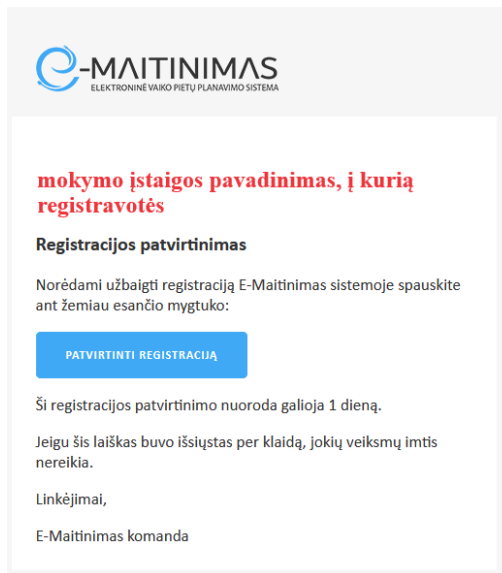 e-MAITINIMAS
ELEKTRONINĖ VAIKO PIETŲ PLANAVIMO SISTEMA
mokymo įstaigos pavadinimas, į kurią
registravotės
Registracijos patvirtinimas
Norėdami užbaigti registraciją E-Maitinimas sistemoje spauskite
ant žemiau esančio mygtuko:
PATVIRTINTI REGISTRACIJĄ
Ši registracijos patvirtinimo nuoroda galioja 1 dieną.
Jeigu šis laiškas buvo išsiųstas per klaidą, jokių veiksmų imtis
nereikia.
Linkėjimai,
E-Maitinimas komanda